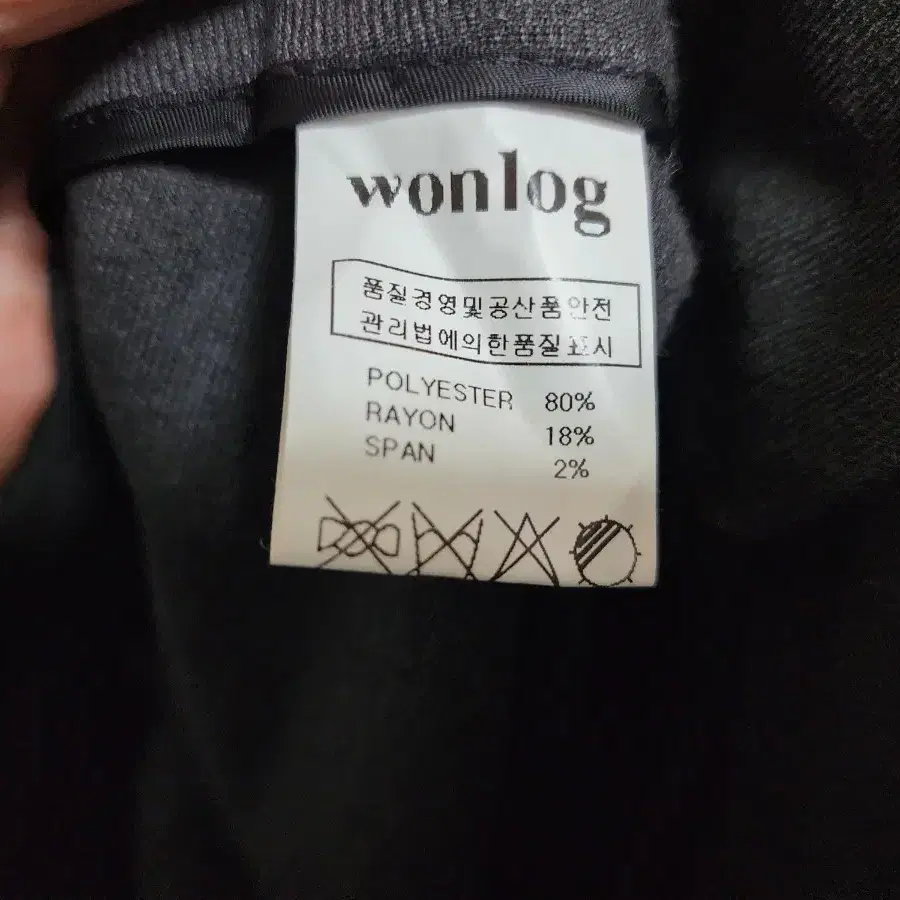 wonlog
품질경영및공산품안전
관리법에의한품질표시
POLYESTER 80%
RAYON 18%
SPAN 2%